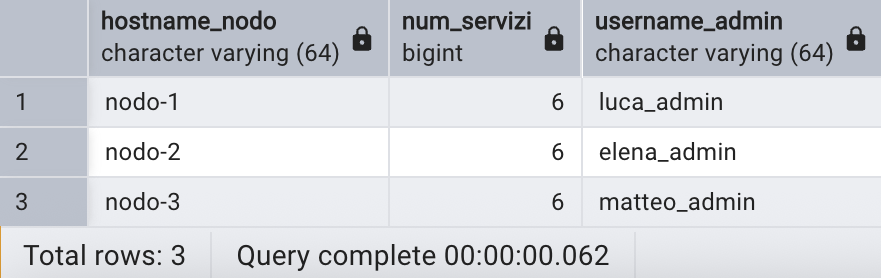 hostname_nodo num_servizi username_admin
character varying (64) bigint character varying (64)
1 nodo-1 6 luca_admin
2 nodo-2 6 elena_admin
3 nodo-3 6 matteo_admin
Total rows: 3 Query complete 00:00:00.062